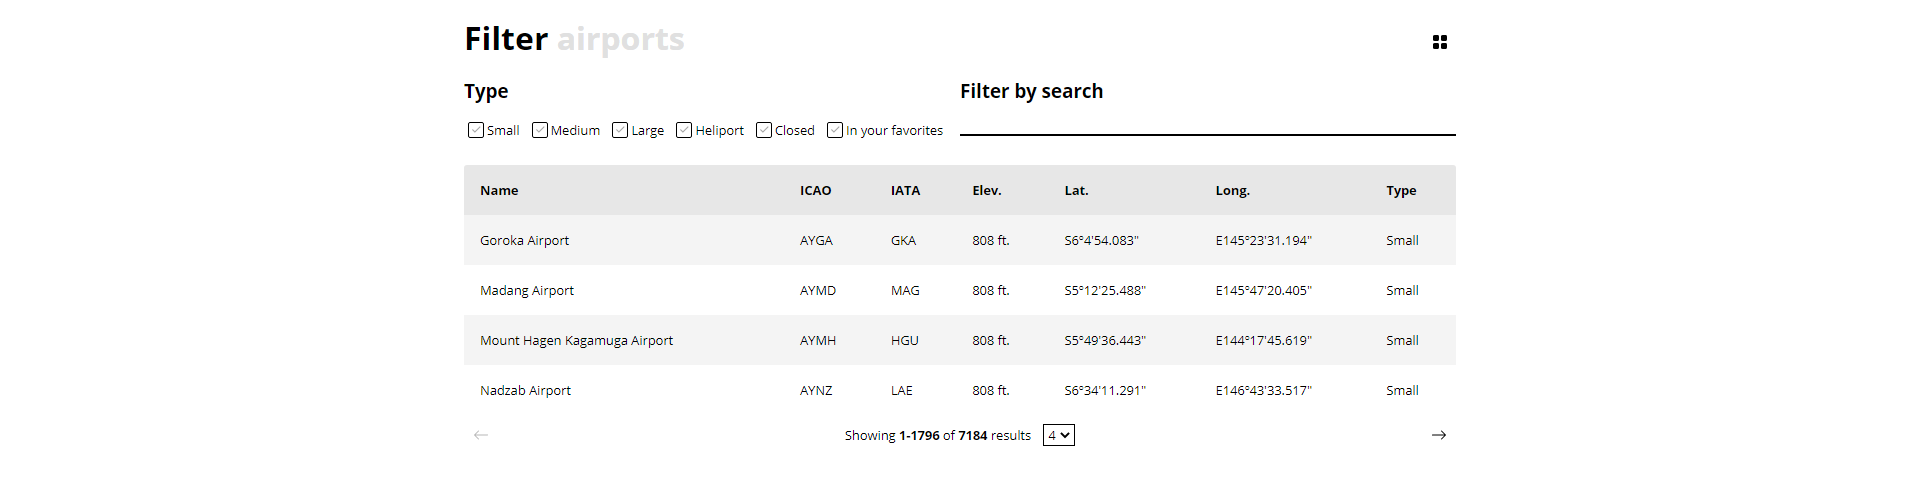 Filter airports
Type
Filter by search
Small Medium Large Heliport Closed In your favorites
Name ICAO IATA Elev. Lat. Long. Type
Goroka Airport AYGA GKA 808 ft. S6°4'54.083" E145°23'31.194" Small
Madang Airport AYMD MAG 808 ft. S5°12'25.488" E145°47'20.405" Small
Mount Hagen Kagamuga Airport AYMH HGU 808 ft. S5°49'36.443" E144°17'45.619" Small
Nadzab Airport AYNZ LAE 808 ft. S6°34'11.291" E146°43'33.517" Small
Showing 1-1796 of 7184 results 4